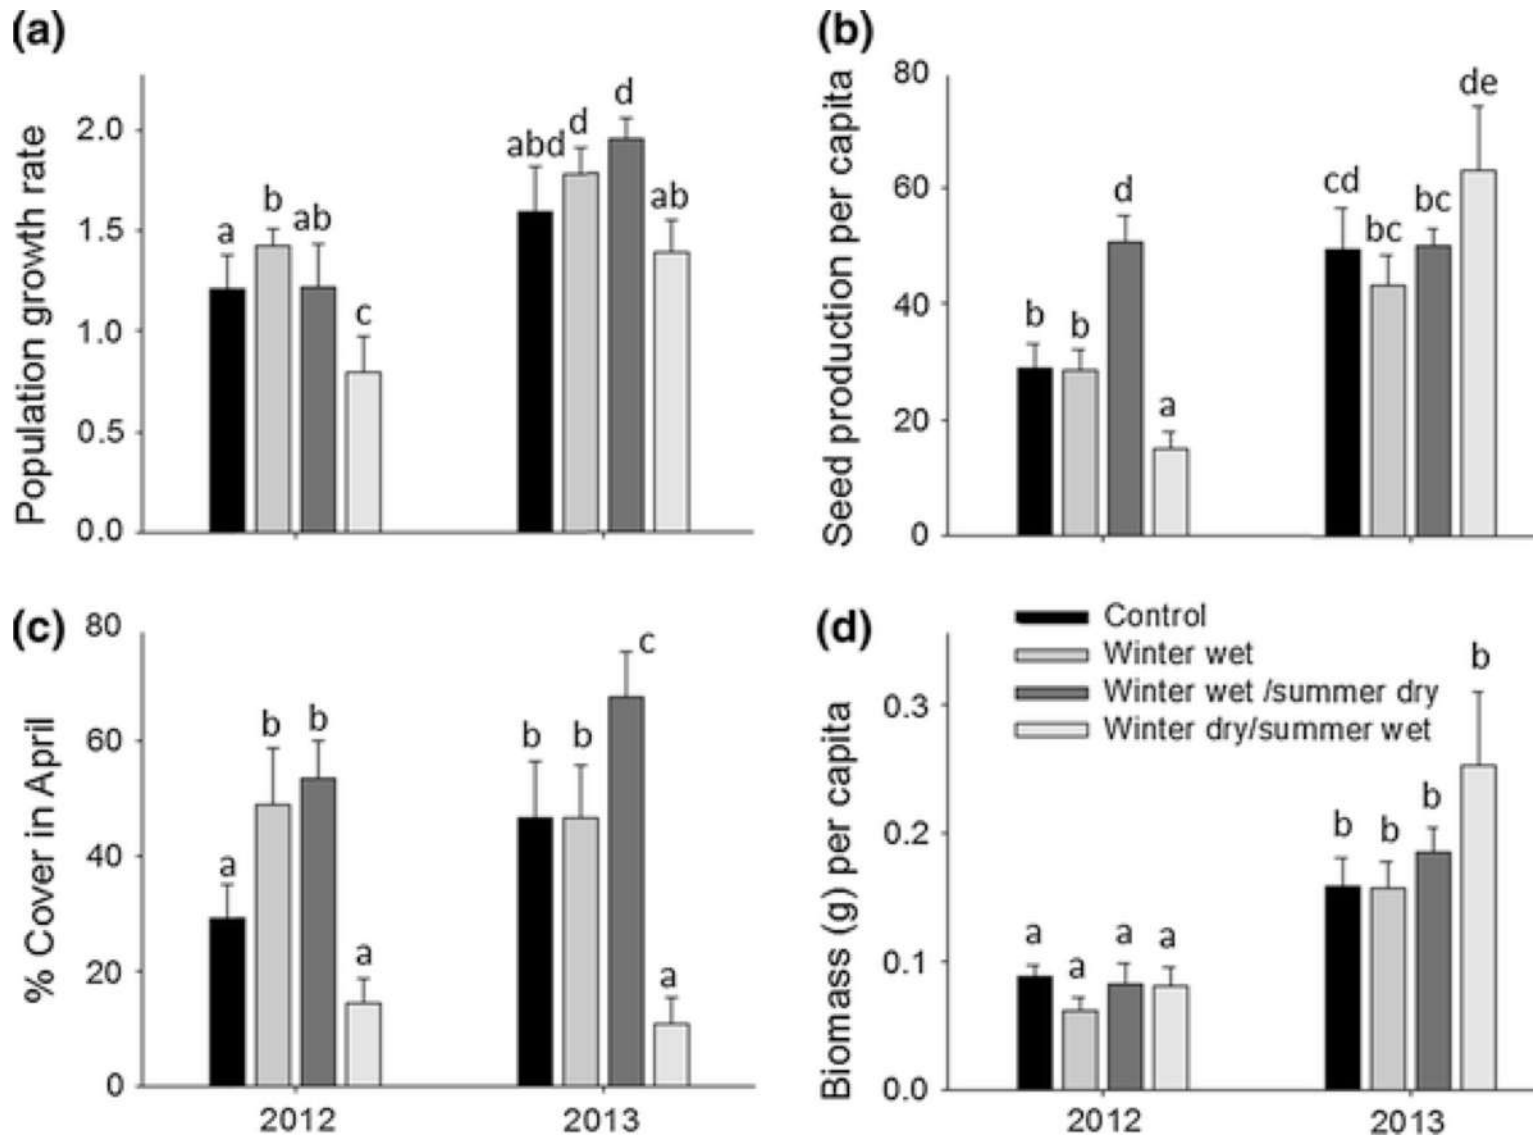 (a)
Population growth rate
2.0
1.5
1.0
0.5
0.0
a
b
ab
c
abd
d
d
ab
(b)
Seed production per capita
80
60
40
20
0
b
b
d
a
cd
bc
bc
de
(c)
% Cover in April
80
60
40
20
0
a
b
b
a
b
b
c
a
2012
2013
(d)
Biomass (g) per capita
0.3
0.2
0.1
0.0
Control
Winter wet
Winter wet /summer dry
Winter dry/summer wet
a
a
a
a
b
b
b
b
2012
2013